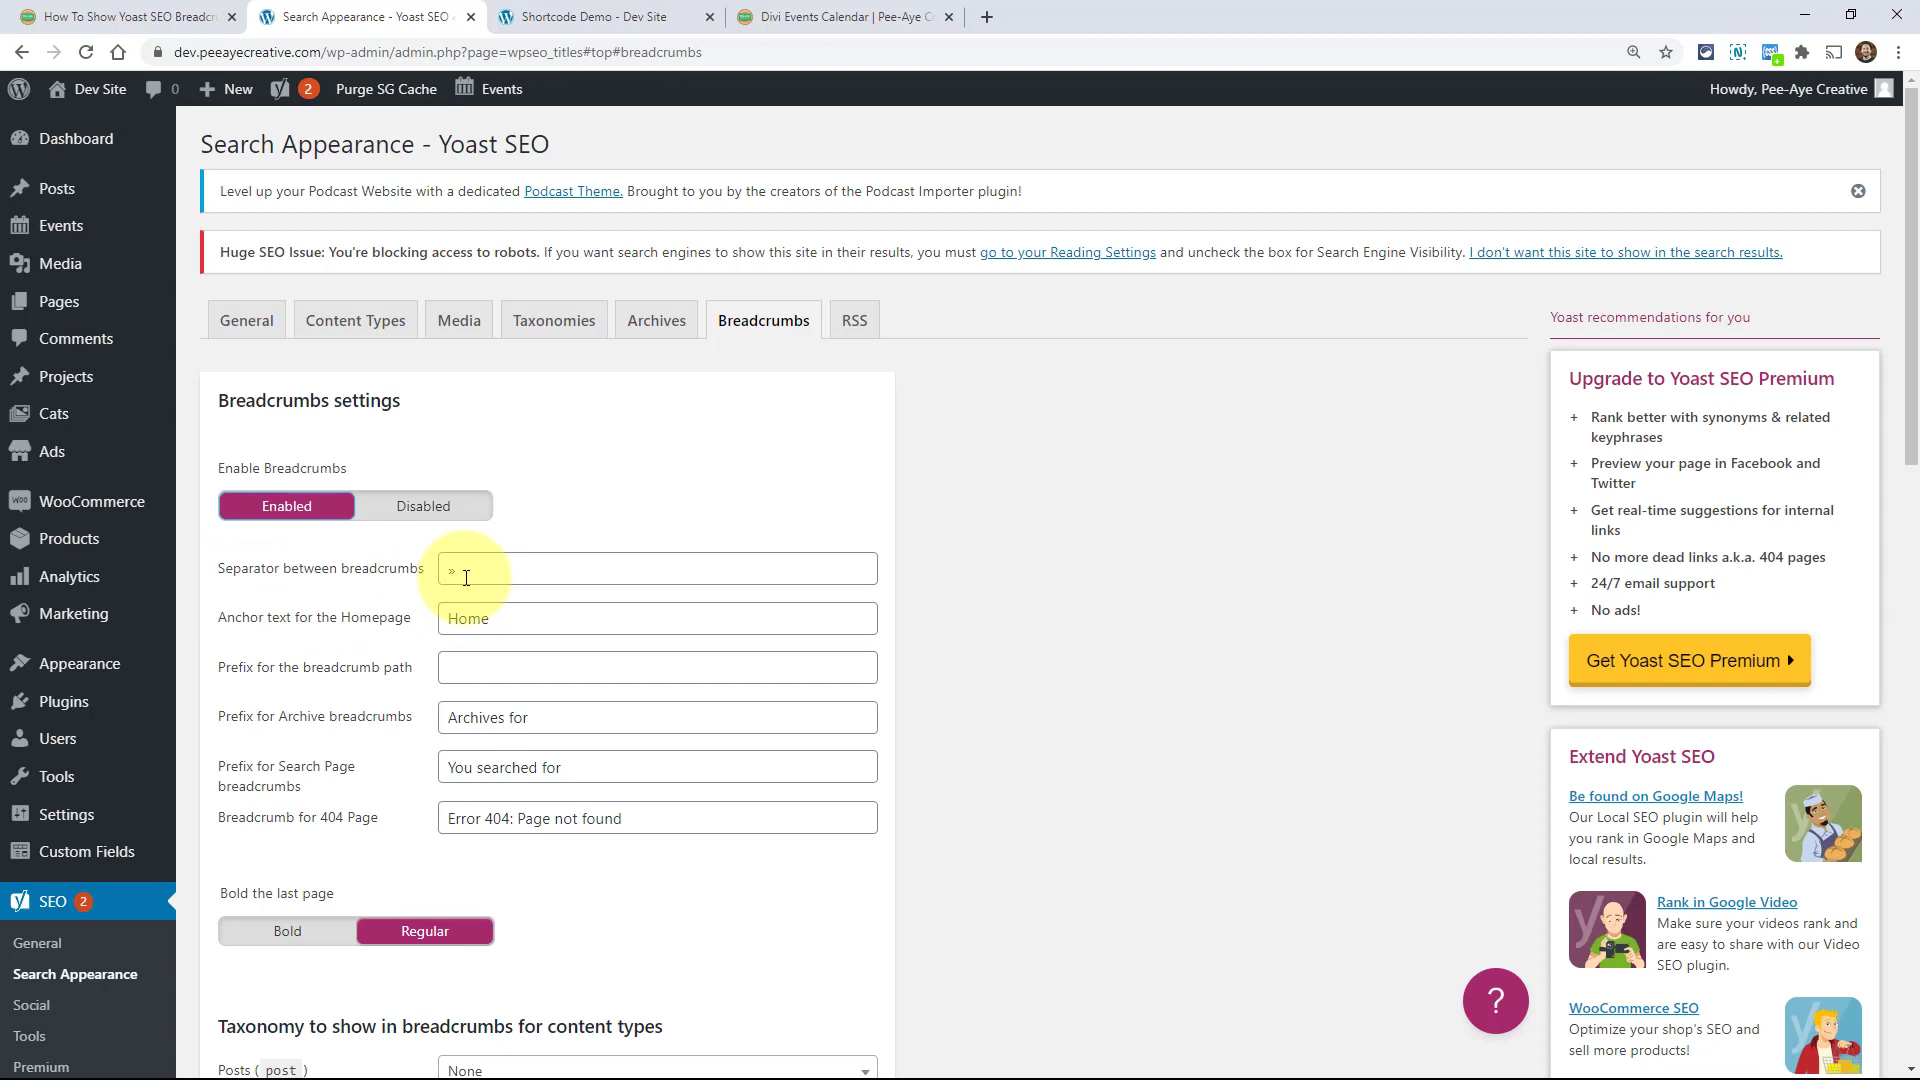 How To Show Yoast SEO Breadcr
Search Appearance - Yoast SEO
Shortcode Demo - Dev Site
Divi Events Calendar | Pee-Aye C
dev.peeayecreative.com/wp-admin/admin.php?page=wpseo_titles#top#breadcrumbs
Dev Site
0
New
2
Purge SG Cache
Events
Howdy, Pee-Aye Creative
Dashboard
Posts
Events
Media
Pages
Comments
Projects
Cats
Ads
WooCommerce
Products
Analytics
Marketing
Appearance
Plugins
Users
Tools
Settings
Custom Fields
SEO 2
General
Search Appearance
Social
Tools
Premium
Search Appearance - Yoast SEO
Level up your Podcast Website with a dedicated Podcast Theme. Brought to you by the creators of the Podcast Importer plugin!
Huge SEO Issue: You're blocking access to robots. If you want search engines to show this site in their results, you must go to your Reading Settings and uncheck the box for Search Engine Visibility. I don't want this site to show in the search results.
General
Content Types
Media
Taxonomies
Archives
Breadcrumbs
RSS
Breadcrumbs settings
Enable Breadcrumbs
Enabled
Disabled
Separator between breadcrumbs
»
Anchor text for the Homepage
Home
Prefix for the breadcrumb path
Prefix for Archive breadcrumbs
Archives for
Prefix for Search Page
breadcrumbs
You searched for
Breadcrumb for 404 Page
Error 404: Page not found
Bold the last page
Bold
Regular
Taxonomy to show in breadcrumbs for content types
Posts ( post )
None
Yoast recommendations for you
Upgrade to Yoast SEO Premium
+ Rank better with synonyms & related
keyphrases
+ Preview your page in Facebook and
Twitter
+ Get real-time suggestions for internal
links
+ No more dead links a.k.a. 404 pages
+ 24/7 email support
+ No ads!
Get Yoast SEO Premium
Extend Yoast SEO
Be found on Google Maps!
Our Local SEO plugin will help
you rank in Google Maps and
local results.
Rank in Google Video
Make sure your videos rank and
are easy to share with our Video
SEO plugin.
WooCommerce SEO
Optimize your shop's SEO and
sell more products!
?